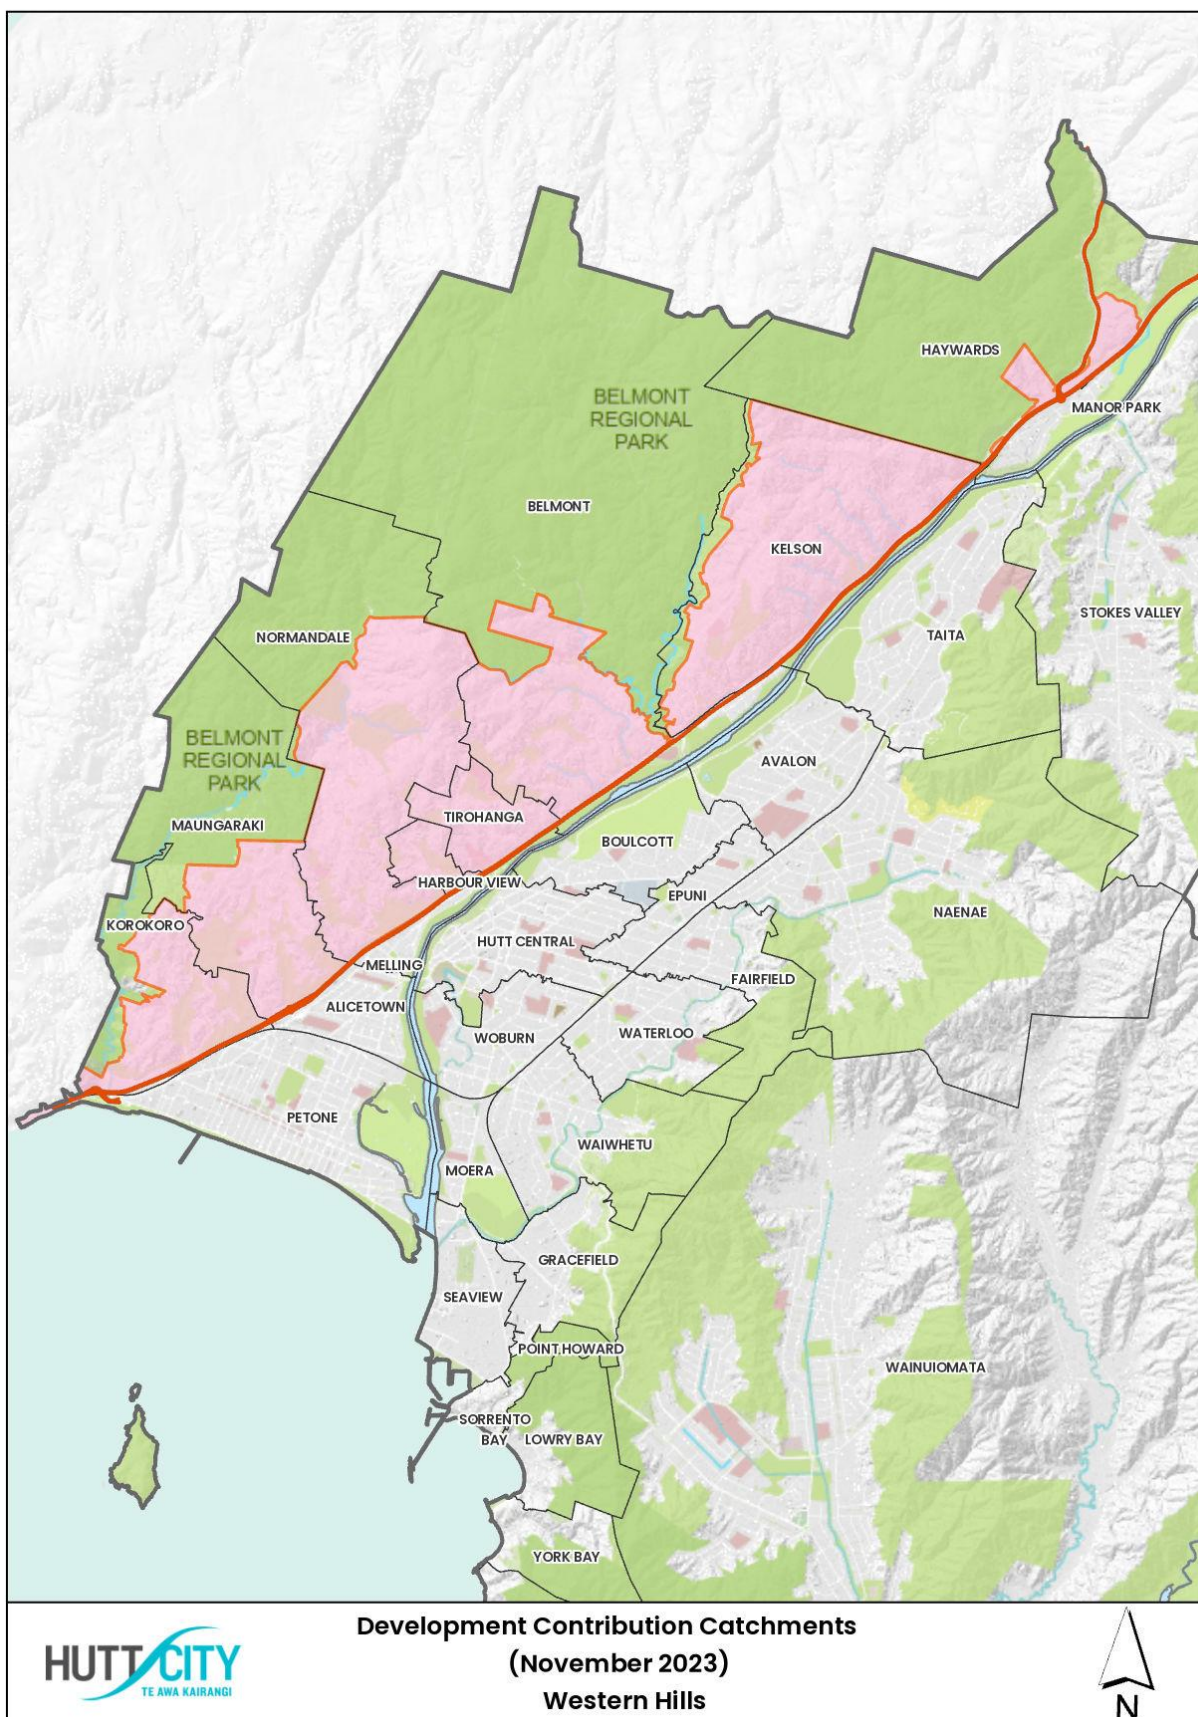 HAYWARDS
MANOR PARK
BELMONT
REGIONAL
PARK
BELMONT
KELSON
STOKES VALLEY
NORMANDALE
TAITA
BELMONT
REGIONAL
PARK
AVALON
TIROHANGA
MAUNGARAKI
BOULCOTT
HARBOUR VIEW
EPUNI
NAENAE
KOROKORO
HUTT CENTRAL
MELLING
FAIRFIELD
ALICETOWN
WOBURN
WATERLOO
PETONE
WAIWHETU
MOERA
GRACEFIELD
SEAVIEW
POINT HOWARD
WAINUIOMATA
SORRENTO
BAY
LOWRY BAY
YORK BAY
HUTT CITY
TE AWA KAIRANGI
Development Contribution Catchments
(November 2023)
Western Hills
N